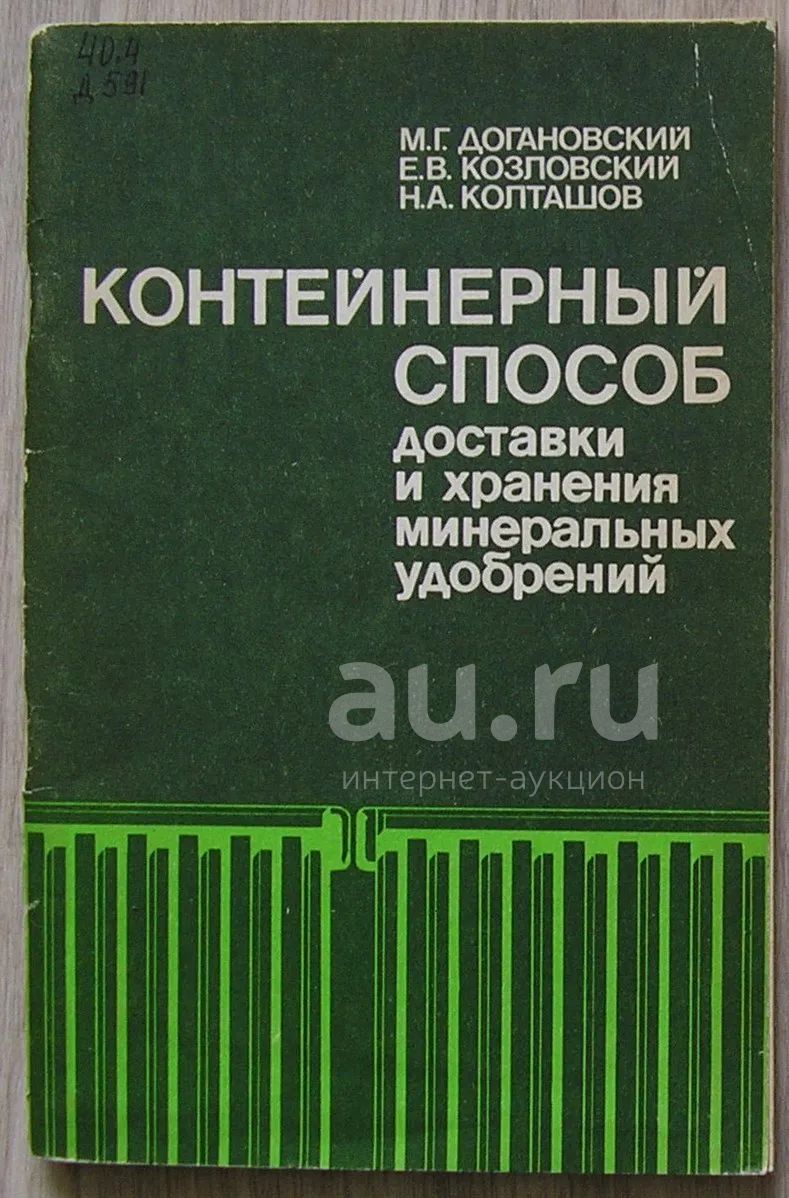 40.4
Д 591
М.Г. ДОГАНОВСКИЙ
Е.В. КОЗЛОВСКИЙ
Н.А. КОЛТАШОВ
КОНТЕЙНЕРНЫЙ
СПОСОБ
доставки
и хранения
минеральных
удобрений
au.ru
интернет-аукцион